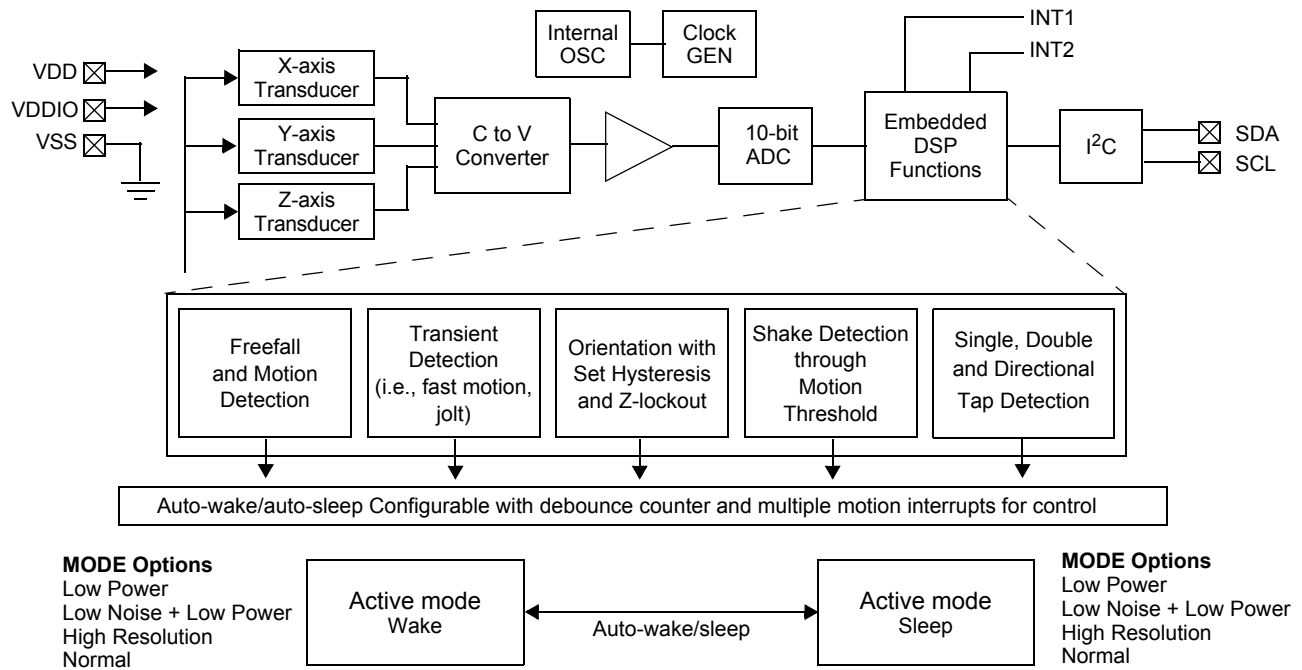 INT1
INT2
Internal
OSC
Clock
GEN
VDD
VDDIO
VSS
X-axis
Transducer
Y-axis
Transducer
Z-axis
Transducer
C to V
Converter
10-bit
ADC
Embedded
DSP
Functions
I²C
SDA
SCL
Freefall
and Motion
Detection
Transient
Detection
(i.e., fast motion,
jolt)
Orientation with
Set Hysteresis
and Z-lockout
Shake Detection
through
Motion
Threshold
Single, Double
and Directional
Tap Detection
Auto-wake/auto-sleep Configurable with debounce counter and multiple motion interrupts for control
MODE Options
Low Power
Low Noise + Low Power
High Resolution
Normal
Active mode
Wake
Auto-wake/sleep
Active mode
Sleep
MODE Options
Low Power
Low Noise + Low Power
High Resolution
Normal